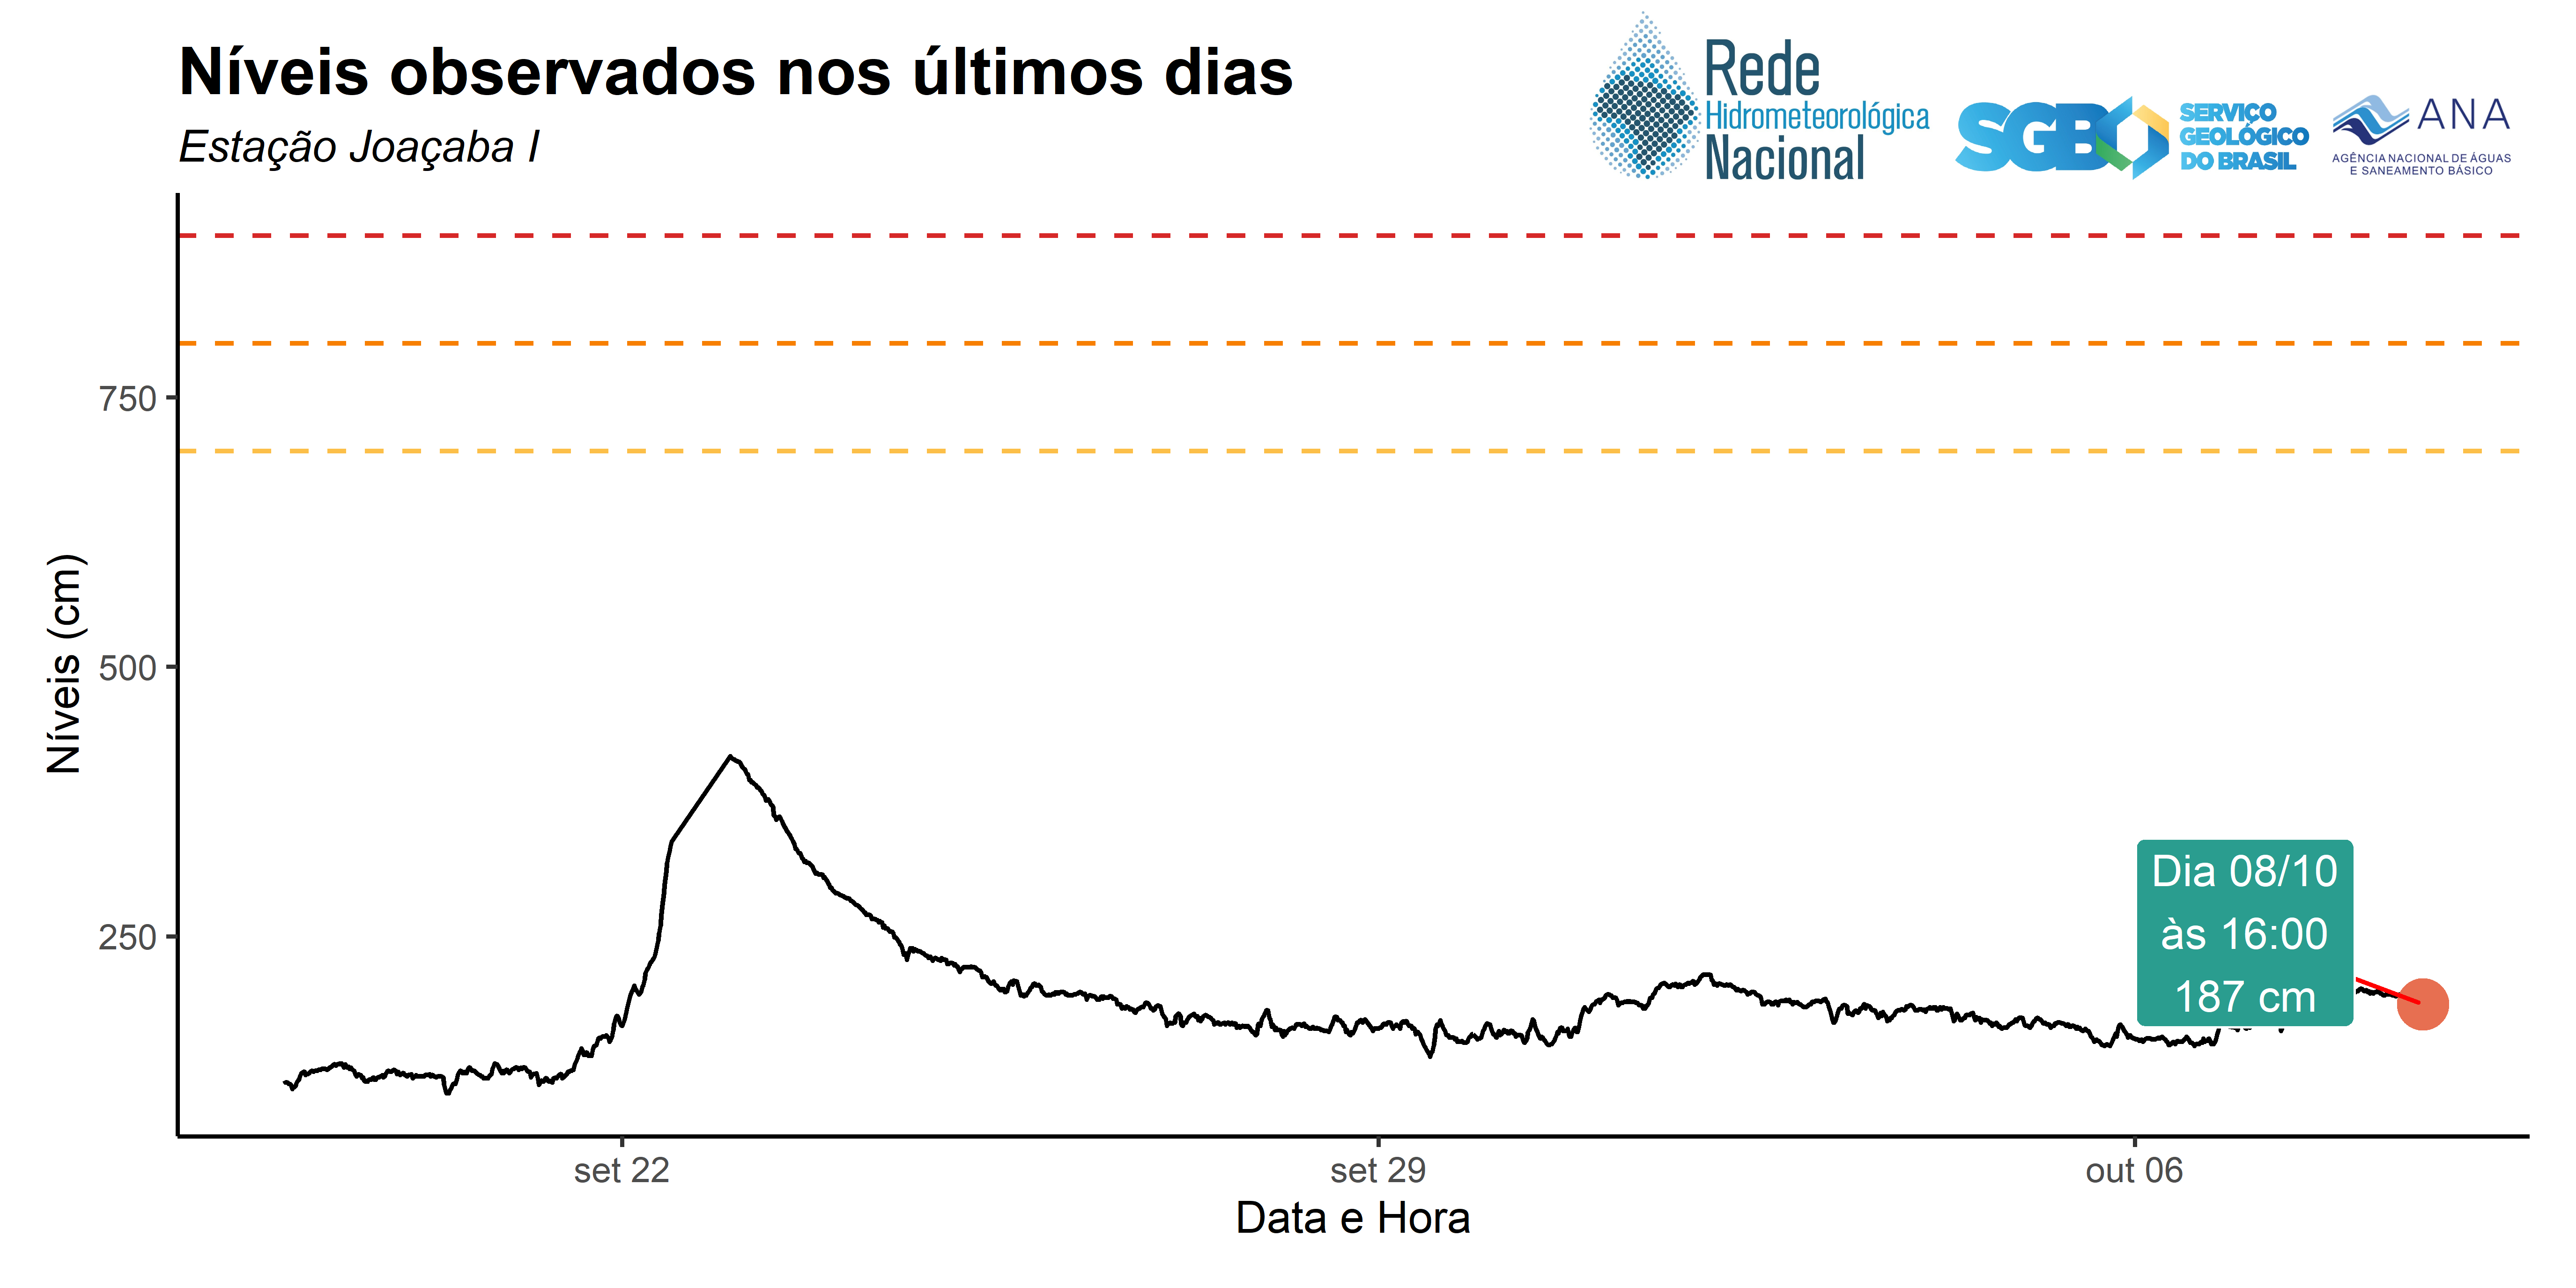 Níveis observados nos últimos dias
Estação Joaçaba I
Rede
Hidrometeorológica
Nacional
SGB
SERVIÇO
GEOLÓGICO
DO BRASIL
ANA
AGÊNCIA NACIONAL DE ÁGUAS
E SANEAMENTO BÁSICO
Níveis (cm)
750
500
250
Dia 08/10
às 16:00
187 cm
set 22
set 29
out 06
Data e Hora